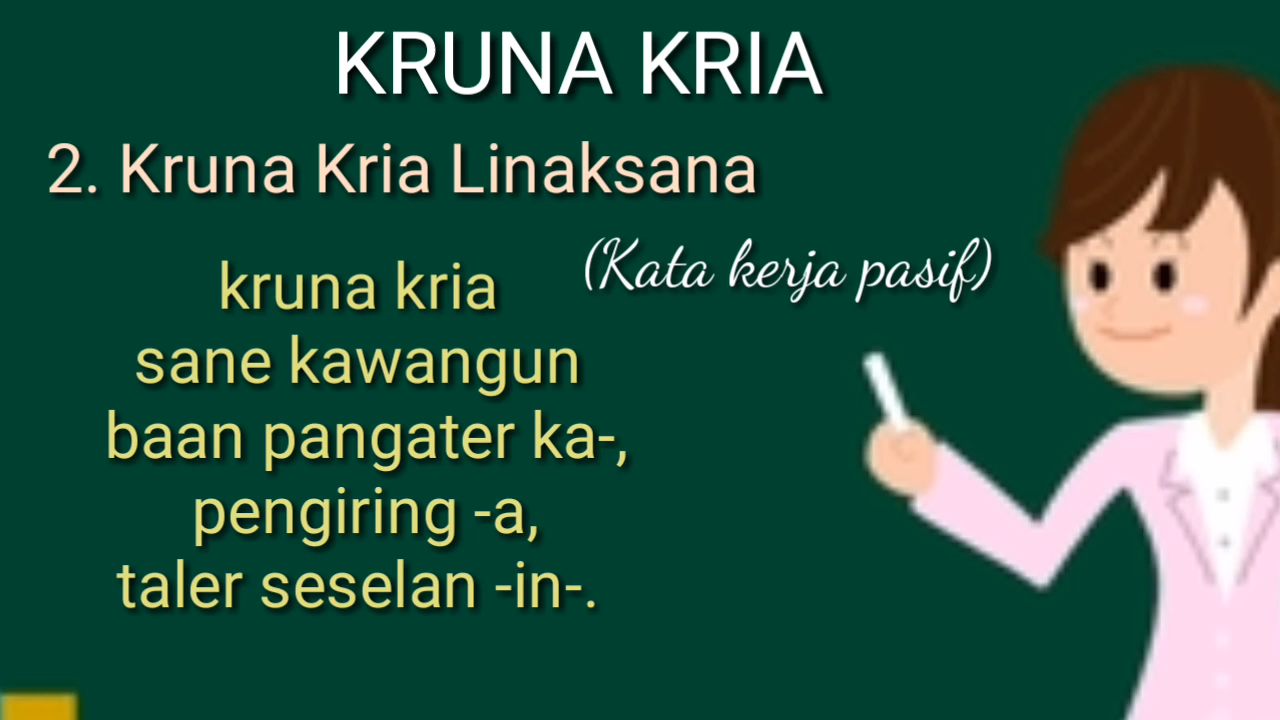 KRUNA KRIA
2. Kruna Kria Linaksana
(Kata kerja pasif)
kruna kria
sane kawangun
baan pangater ka-,
pengiring -a,
taler seselan -in-.